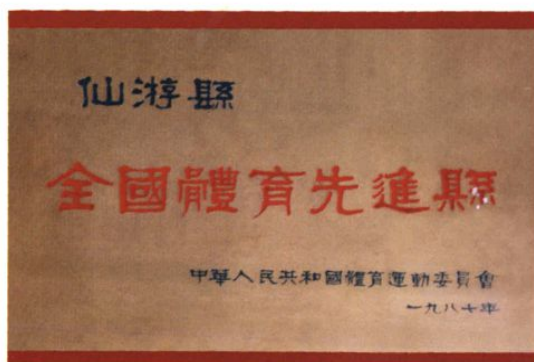 仙游縣
全國體育先進縣
中華人民共和國體育運動委員會
一九八七年